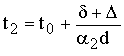 t₂ = t₀ + (δ + Δ) / (α₂d)